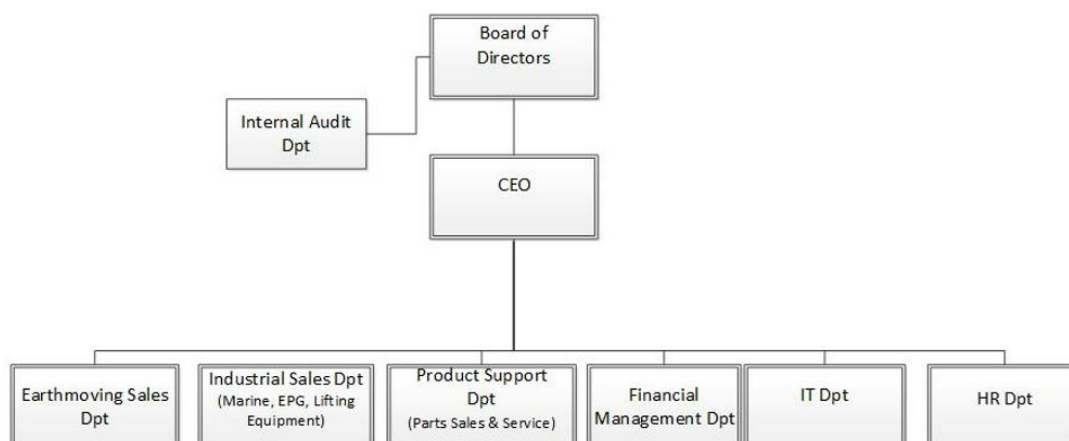 Board of
Directors
Internal Audit
Dpt
CEO
Earthmoving Sales
Dpt
Industrial Sales Dpt
(Marine, EPG, Lifting
Equipment)
Product Support
Dpt
(Parts Sales & Service)
Financial
Management Dpt
IT Dpt
HR Dpt